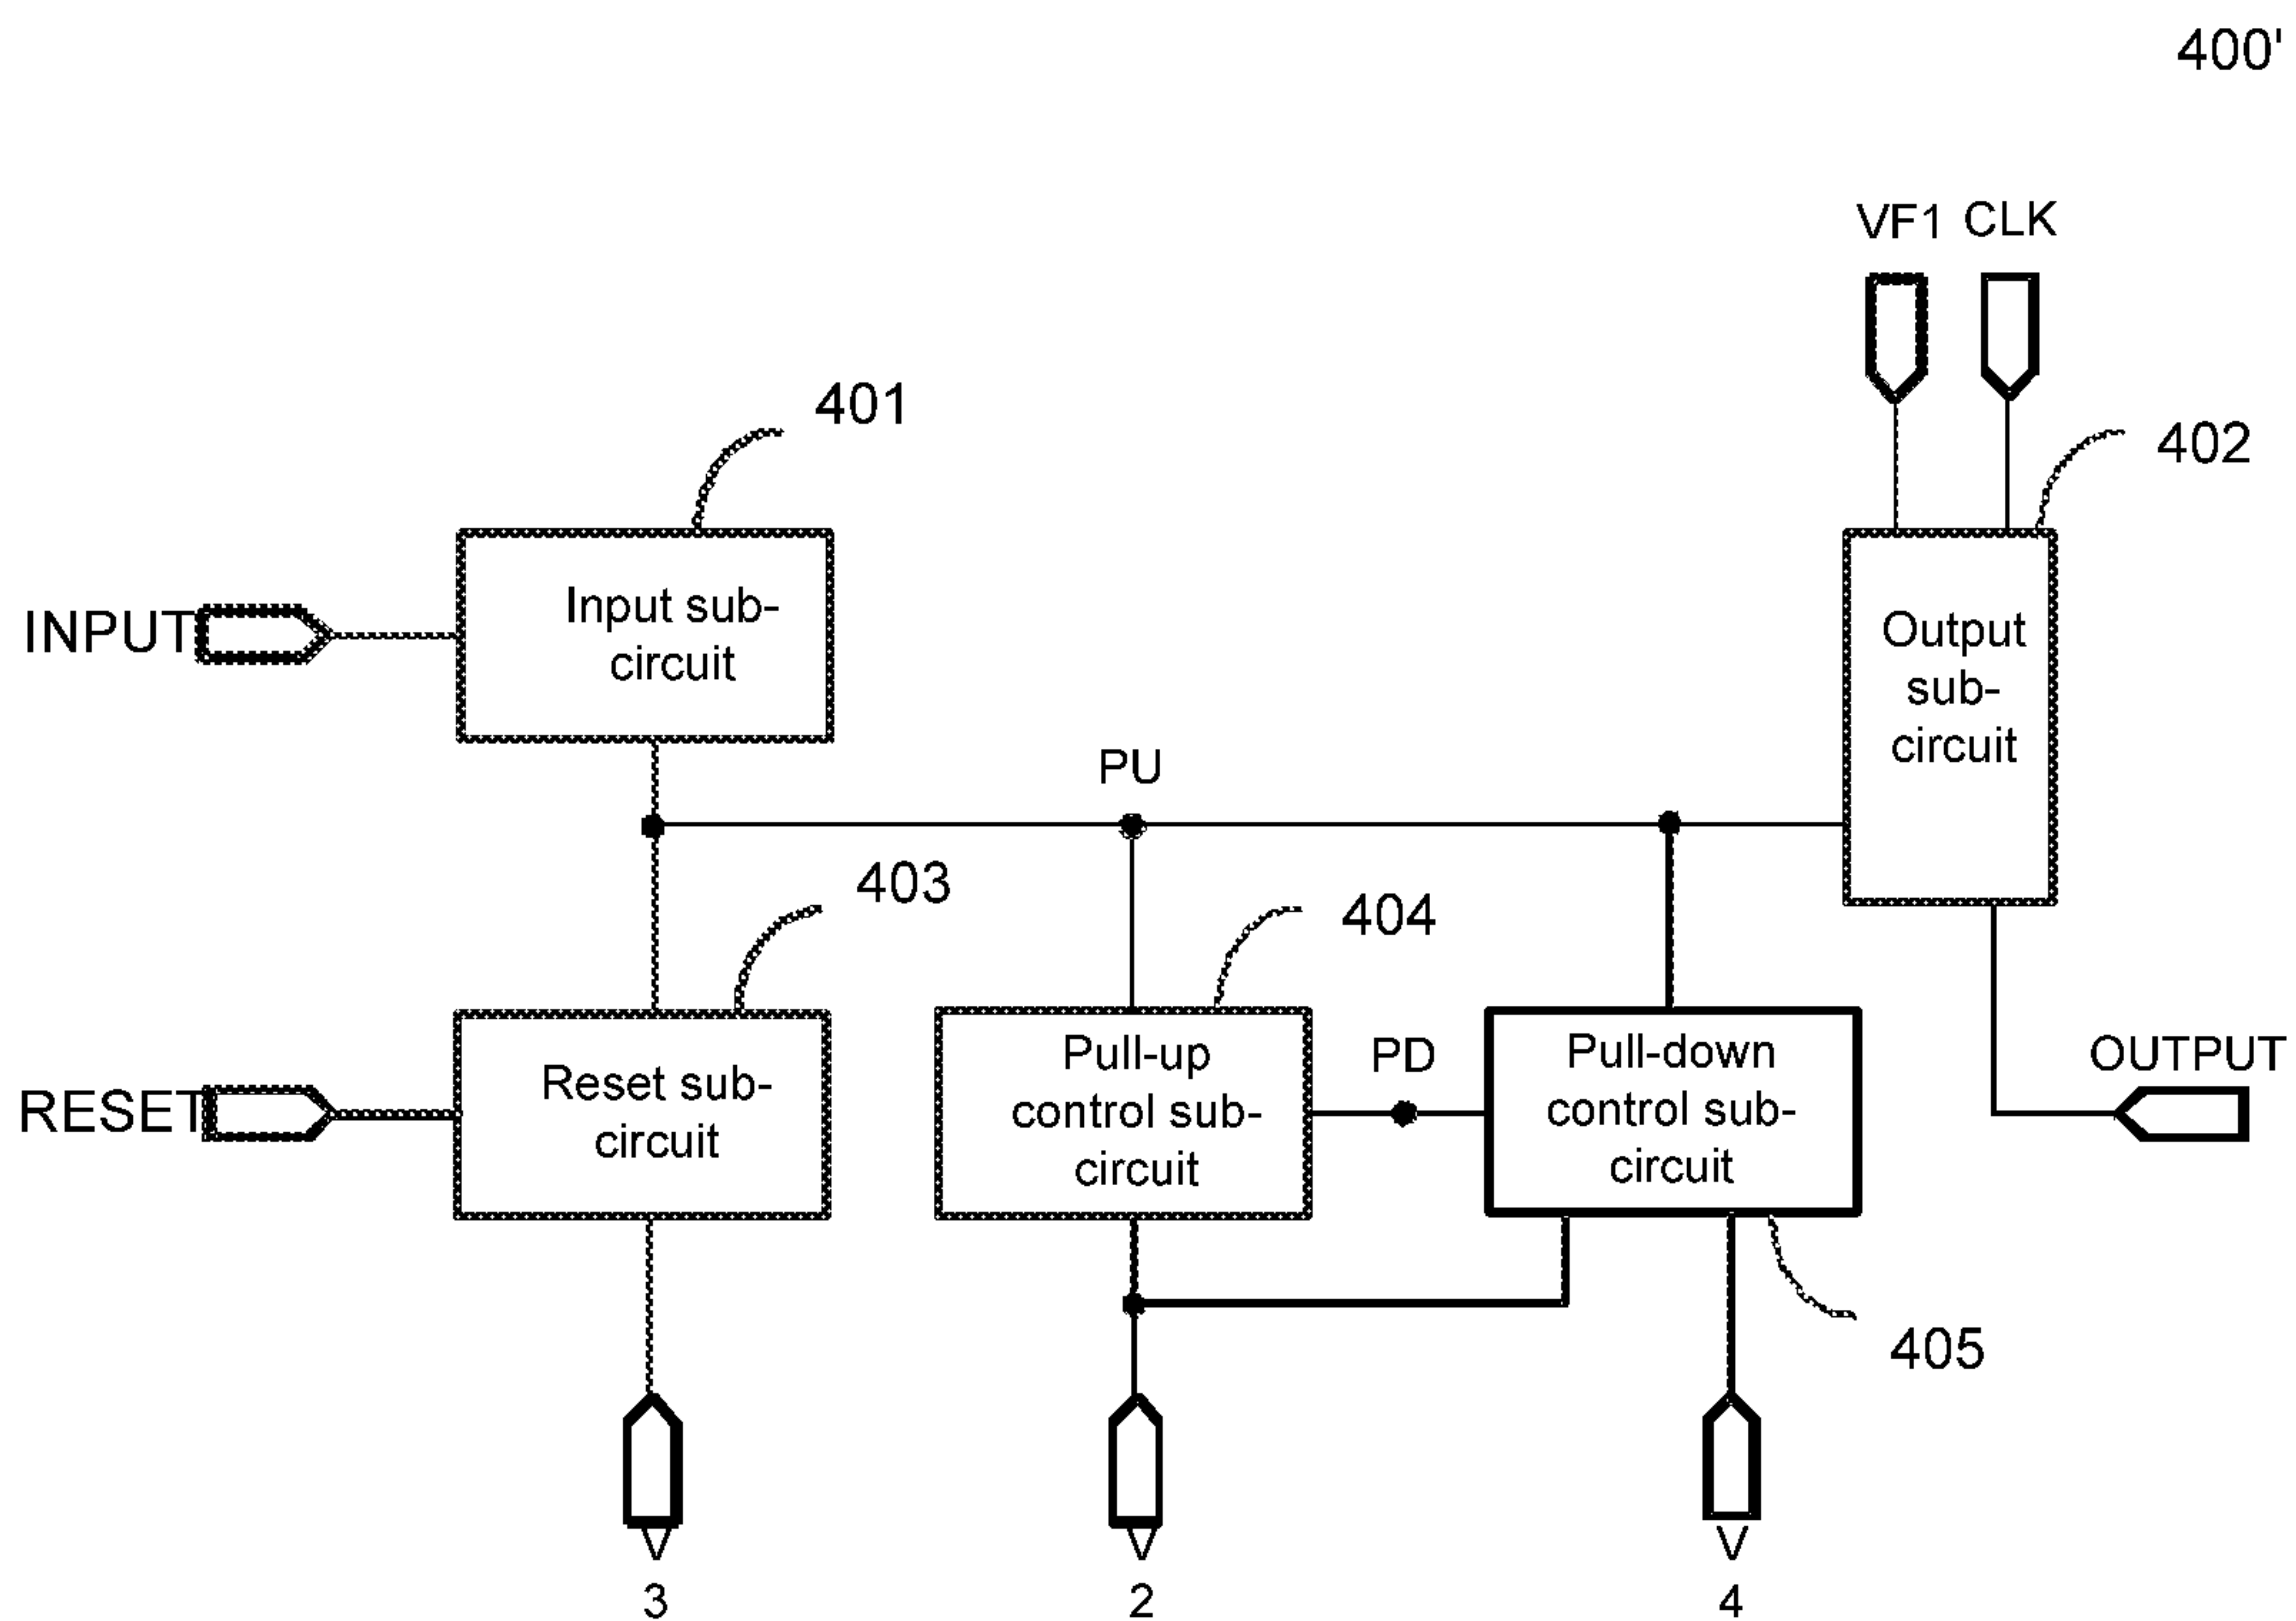 400'
VF1 CLK
401
402
INPUT
Input sub-
circuit
Output
sub-
circuit
PU
403
404
RESET
Reset sub-
circuit
Pull-up
control sub-
circuit
PD
Pull-down
control sub-
circuit
OUTPUT
405
V
3
V
2
V
4